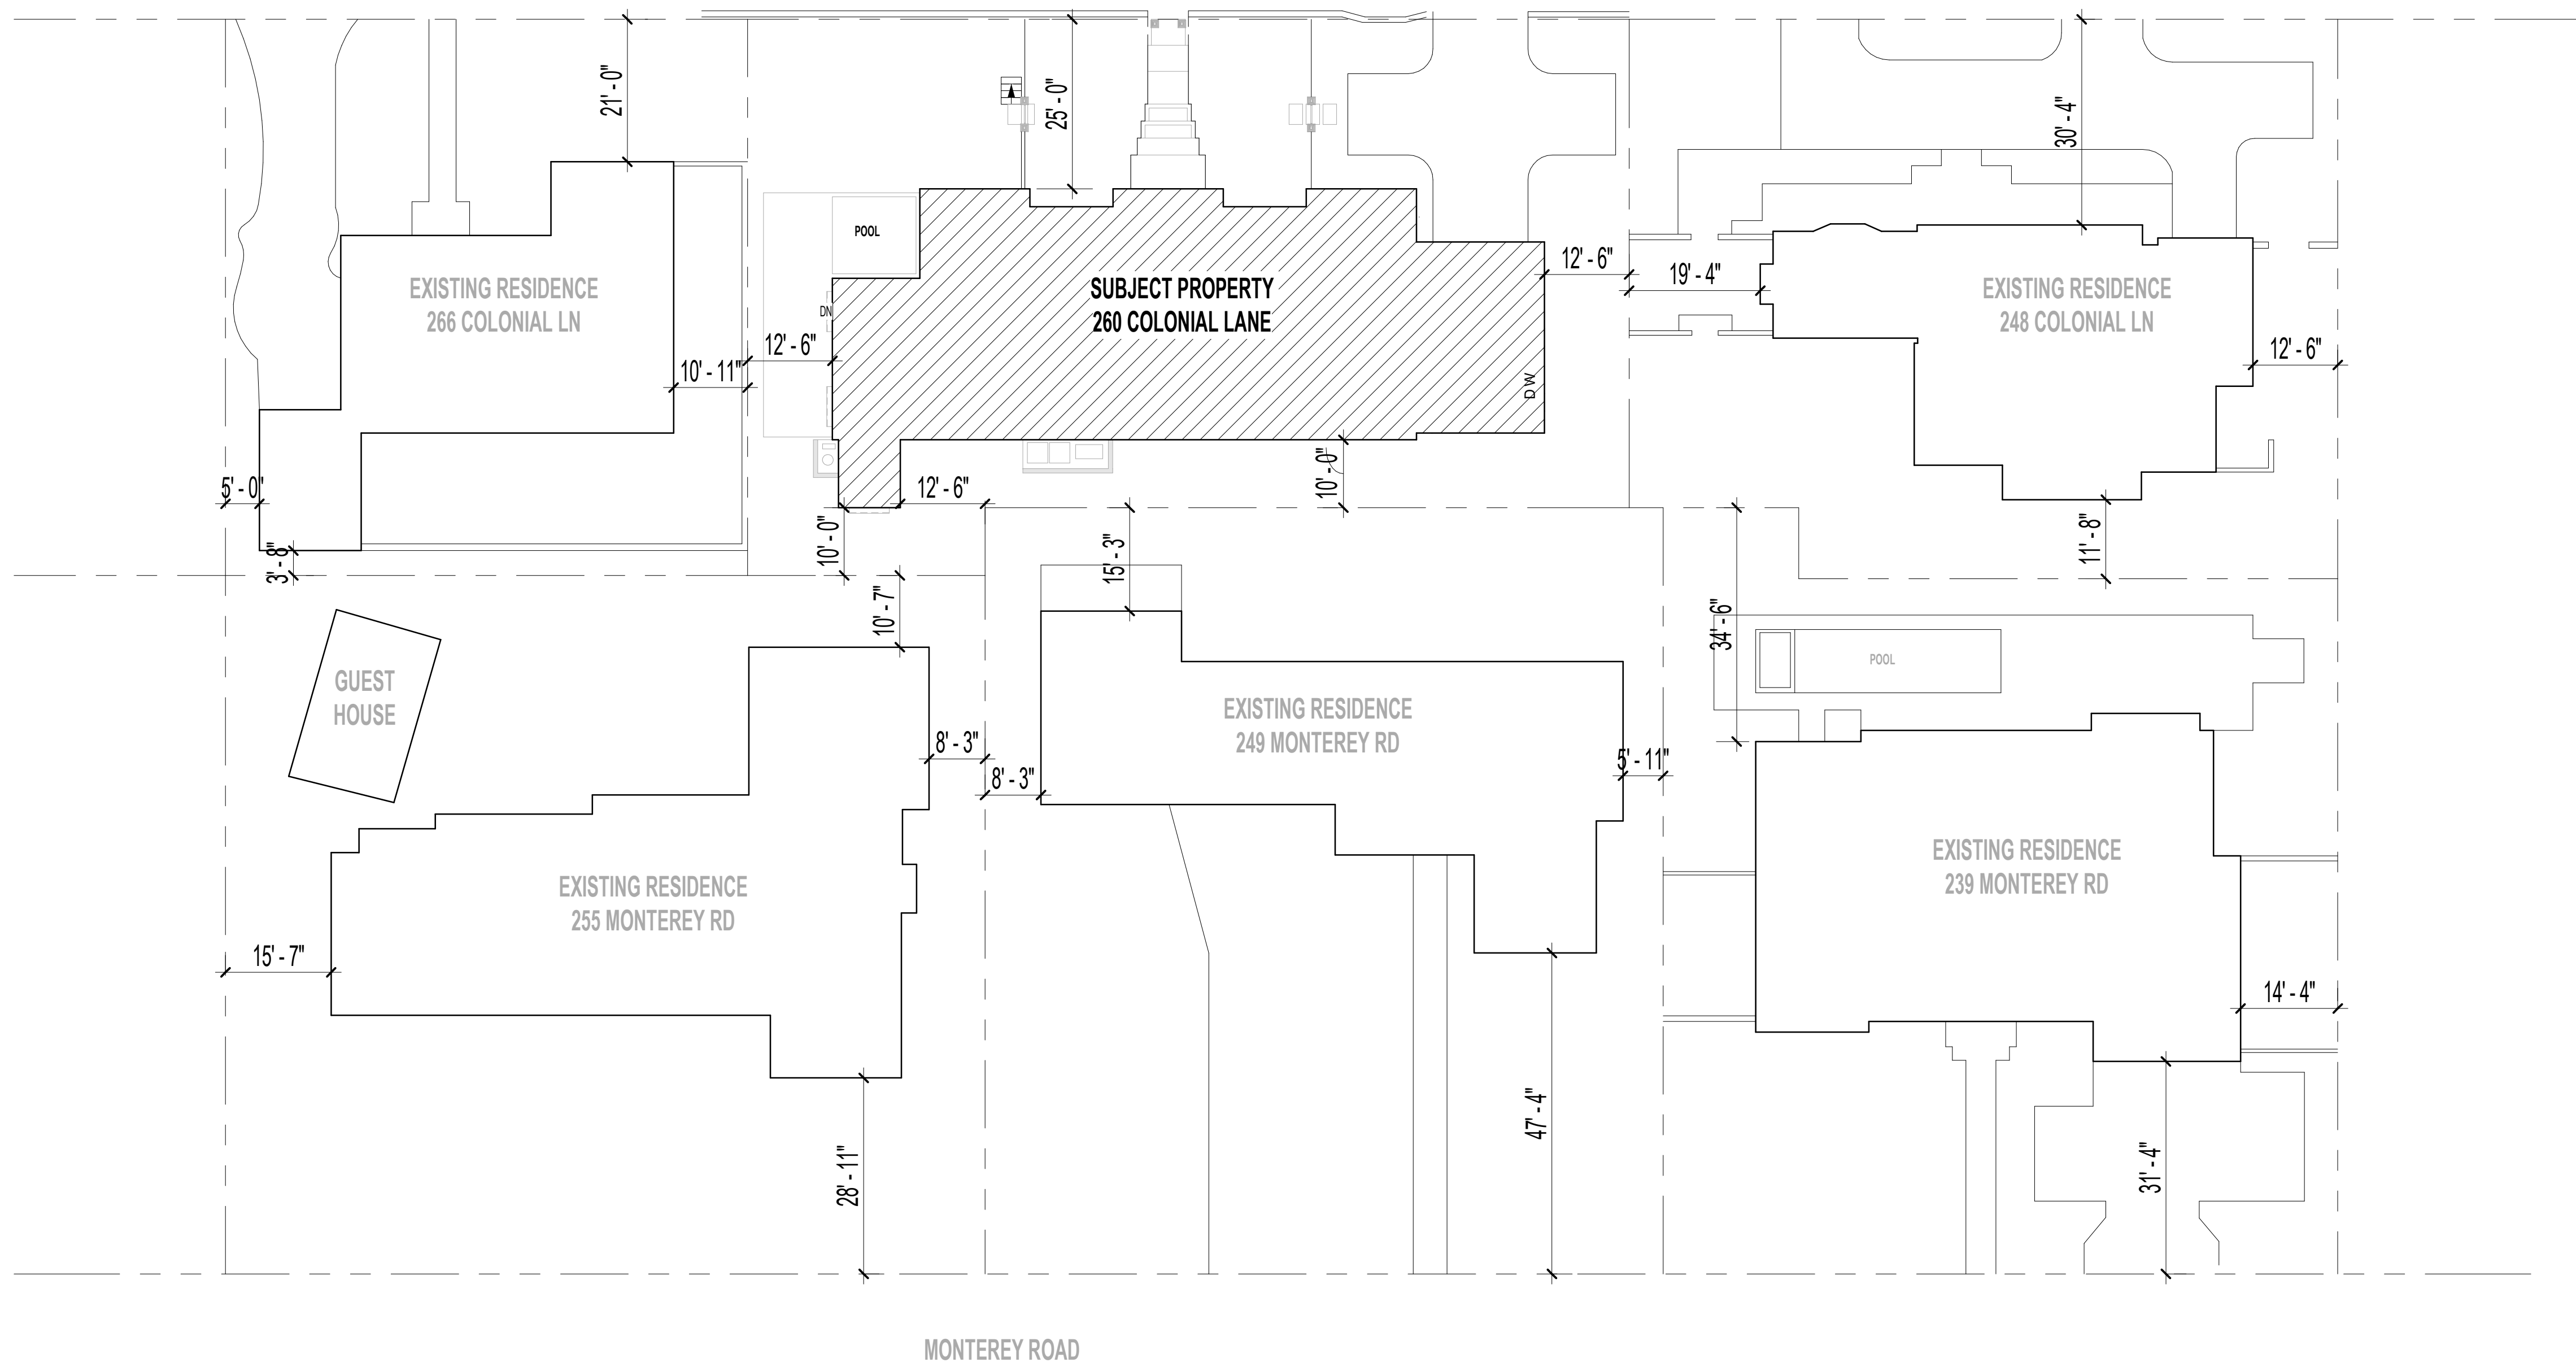 21' - 0"
25' - 0"
30' - 4"
POOL
EXISTING RESIDENCE
266 COLONIAL LN
SUBJECT PROPERTY
260 COLONIAL LANE
12' - 6"
19' - 4"
EXISTING RESIDENCE
248 COLONIAL LN
DN
12' - 6"
10' - 11"
12' - 6"
DW
5' - 0"
12' - 6"
10' - 0"
10' - 0"
3' - 8"
15' - 3"
11' - 8"
10' - 7"
34' - 6"
GUEST
HOUSE
POOL
EXISTING RESIDENCE
249 MONTEREY RD
8' - 3"
8' - 3"
5' - 11"
EXISTING RESIDENCE
255 MONTEREY RD
EXISTING RESIDENCE
239 MONTEREY RD
15' - 7"
14' - 4"
28' - 11"
47' - 4"
31' - 4"
MONTEREY ROAD